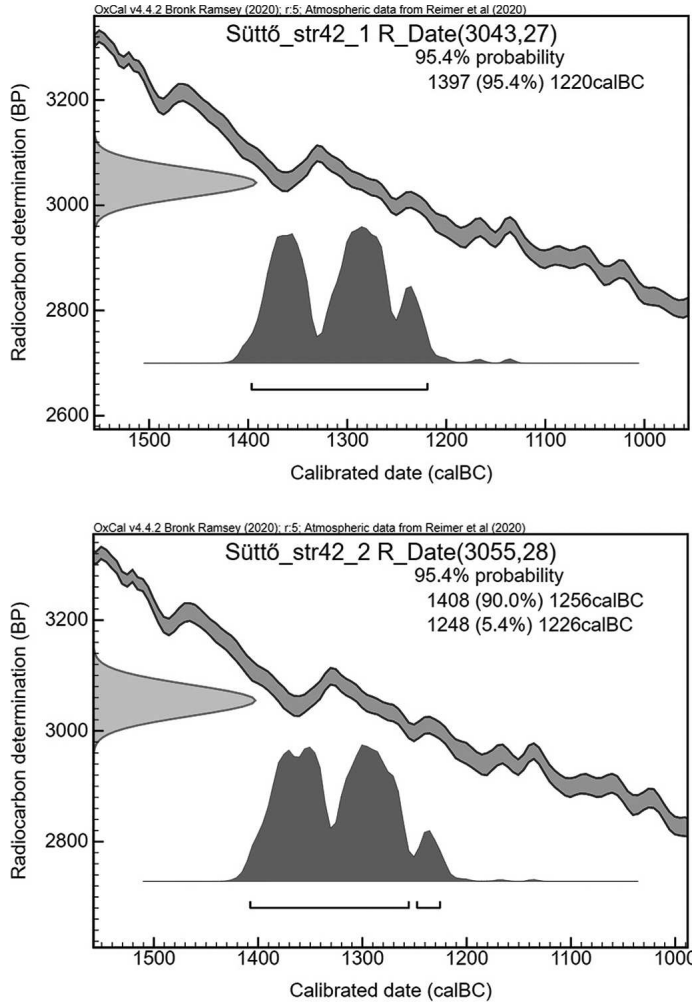 OxCal v4.4.2 Bronk Ramsey (2020); r:5; Atmospheric data from Reimer et al (2020)
Süttő_str42_1 R_Date(3043,27)
95.4% probability
1397 (95.4%) 1220calBC
Radiocarbon determination (BP)
3200
3000
2800
2600
1500 1400 1300 1200 1100 1000
Calibrated date (calBC)
OxCal v4.4.2 Bronk Ramsey (2020); r:5; Atmospheric data from Reimer et al (2020)
Süttő_str42_2 R_Date(3055,28)
95.4% probability
1408 (90.0%) 1256calBC
1248 (5.4%) 1226calBC
Radiocarbon determination (BP)
3200
3000
2800
1500 1400 1300 1200 1100 1000
Calibrated date (calBC)